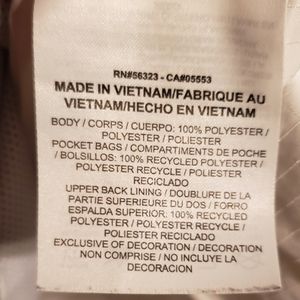 RN#56323 - CA#05553
MADE IN VIETNAM/FABRIQUE AU
VIETNAM/HECHO EN VIETNAM
BODY / CORPS / CUERPO: 100% POLYESTER /
POLYESTER / POLIESTER
POCKET BAGS / COMPARTIMENTS DE POCHE
/ BOLSILLOS: 100% RECYCLED POLYESTER /
POLYESTER RECYCLE / POLIESTER
RECICLADO
UPPER BACK LINING / DOUBLURE DE LA
PARTIE SUPERIEURE DU DOS / FORRO
ESPALDA SUPERIOR: 100% RECYCLED
POLYESTER / POLYESTER RECYCLE /
POLIESTER RECICLADO
EXCLUSIVE OF DECORATION / DECORATION
NON COMPRISE / NO INCLUYE LA
DECORACION